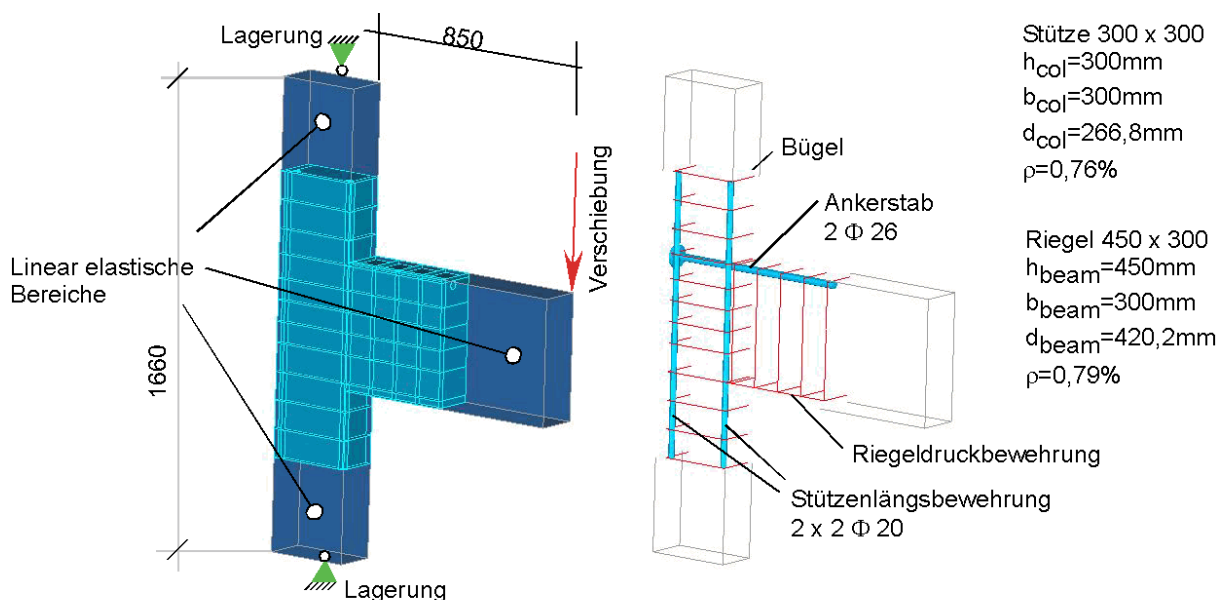 Lagerung
850
Verschiebung
Linear elastische
Bereiche
1660
Lagerung
Bügel
Ankerstab
2 Φ 26
Riegeldruckbewehrung
Stützenlängsbewehrung
2 x 2 Φ 20
Stütze 300 x 300
hcol=300mm
bcol=300mm
dcol=266,8mm
ρ=0,76%
Riegel 450 x 300
hbeam=450mm
bbeam=300mm
dbeam=420,2mm
ρ=0,79%